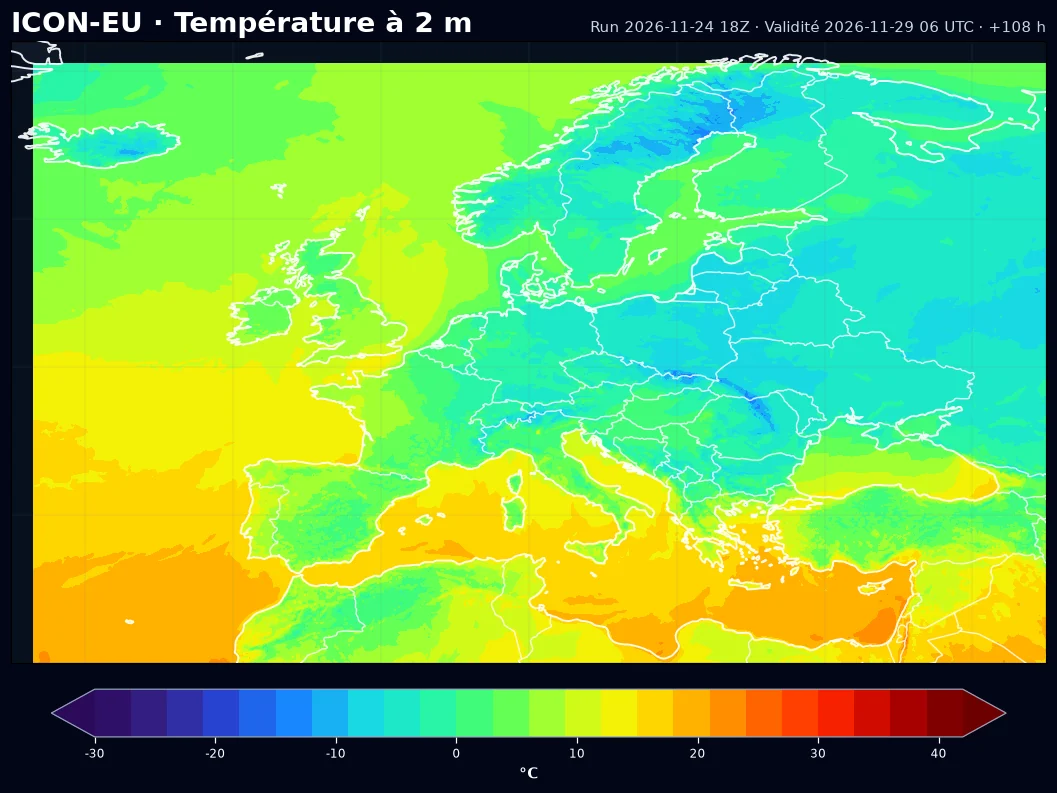 ICON-EU · Température à 2 m
Run 2026-11-24 18Z · Validité 2026-11-29 06 UTC · +108 h
-30 -20 -10 0 10 20 30 40
°C